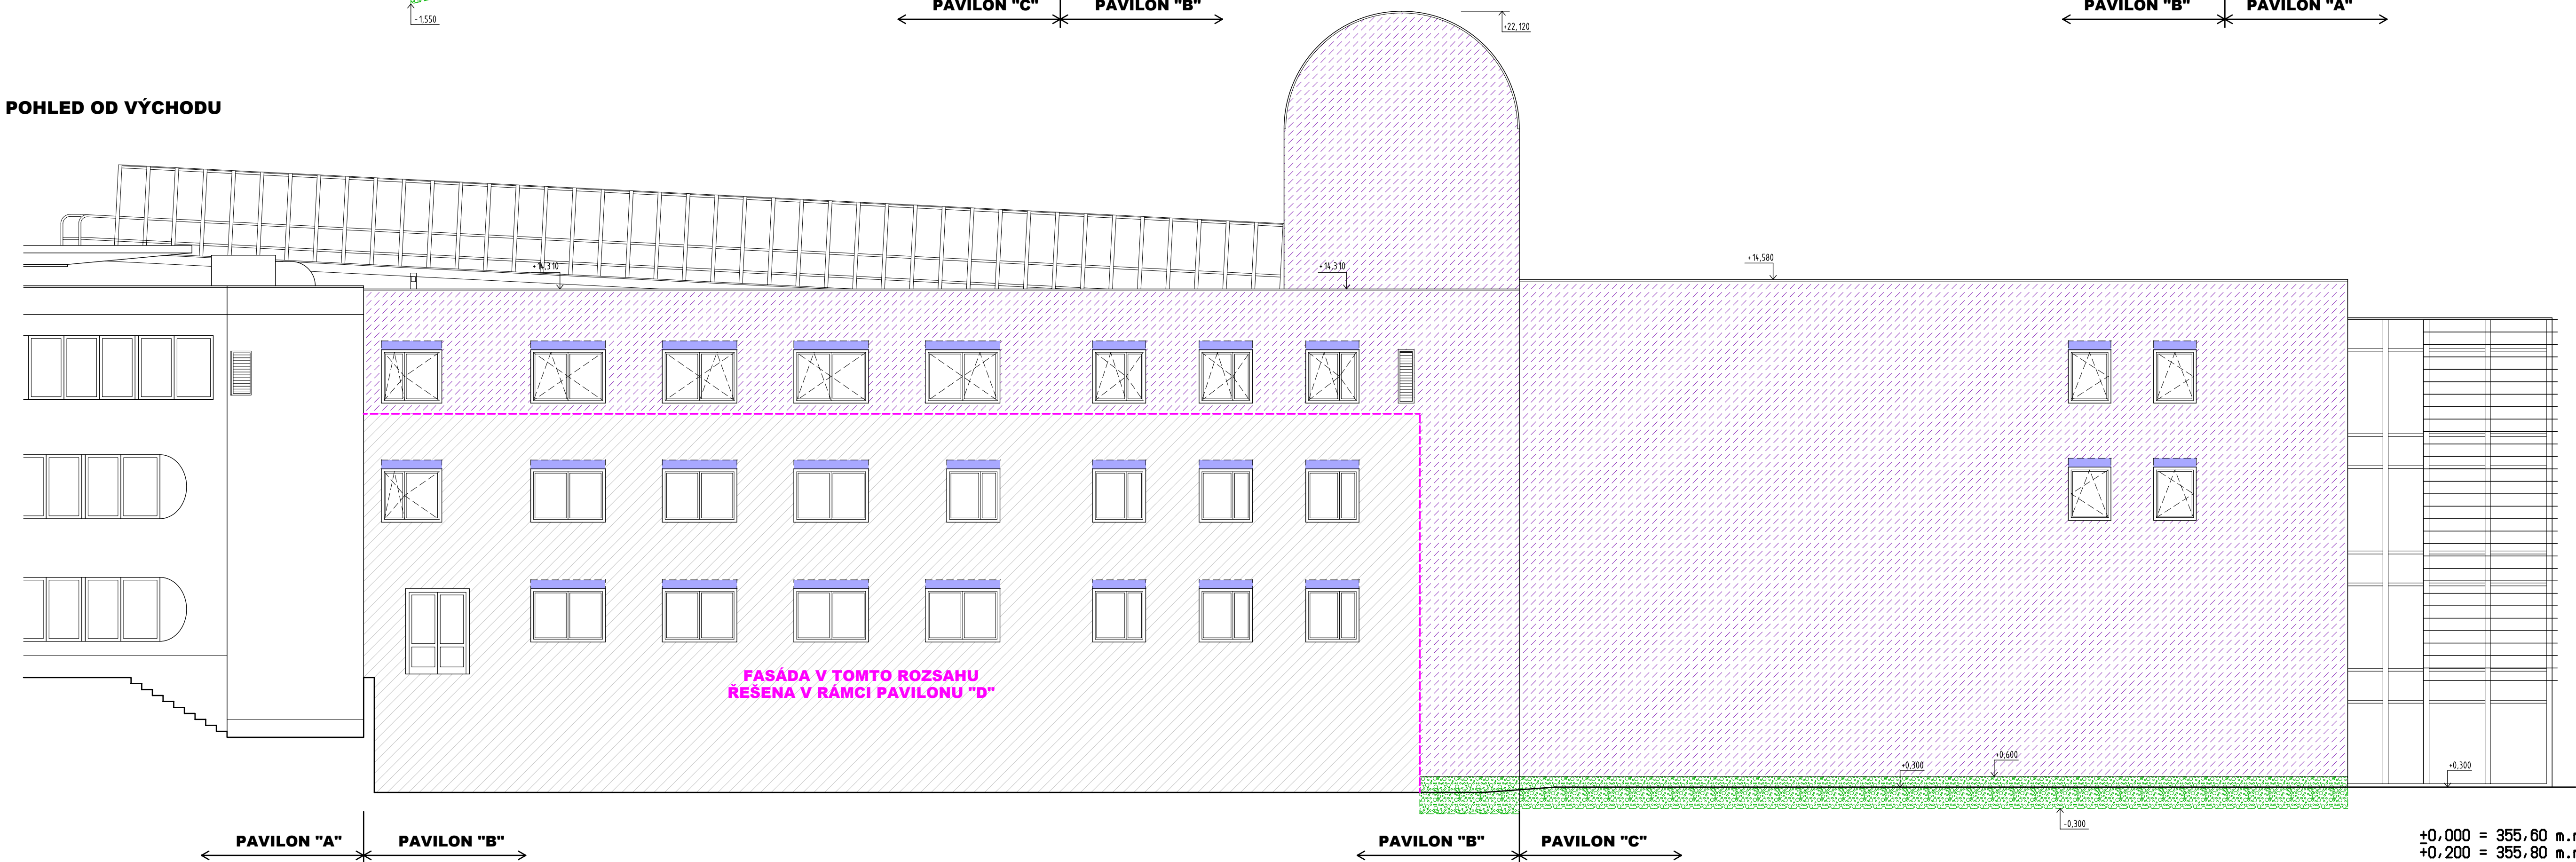 -1,550
PAVILON "C" PAVILON "B"
PAVILON "B" PAVILON "A"
+22,120
POHLED OD VÝCHODU
+14,310
+14,310
+14,580
FASÁDA V TOMTO ROZSAHU
ŘEŠENA V RÁMCI PAVILONU "D"
+0,600
+0,300
+0,300
-0,300
PAVILON "A" PAVILON "B"
PAVILON "B" PAVILON "C"
±0,000 = 355,60 m.
+0,200 = 355,80 m.